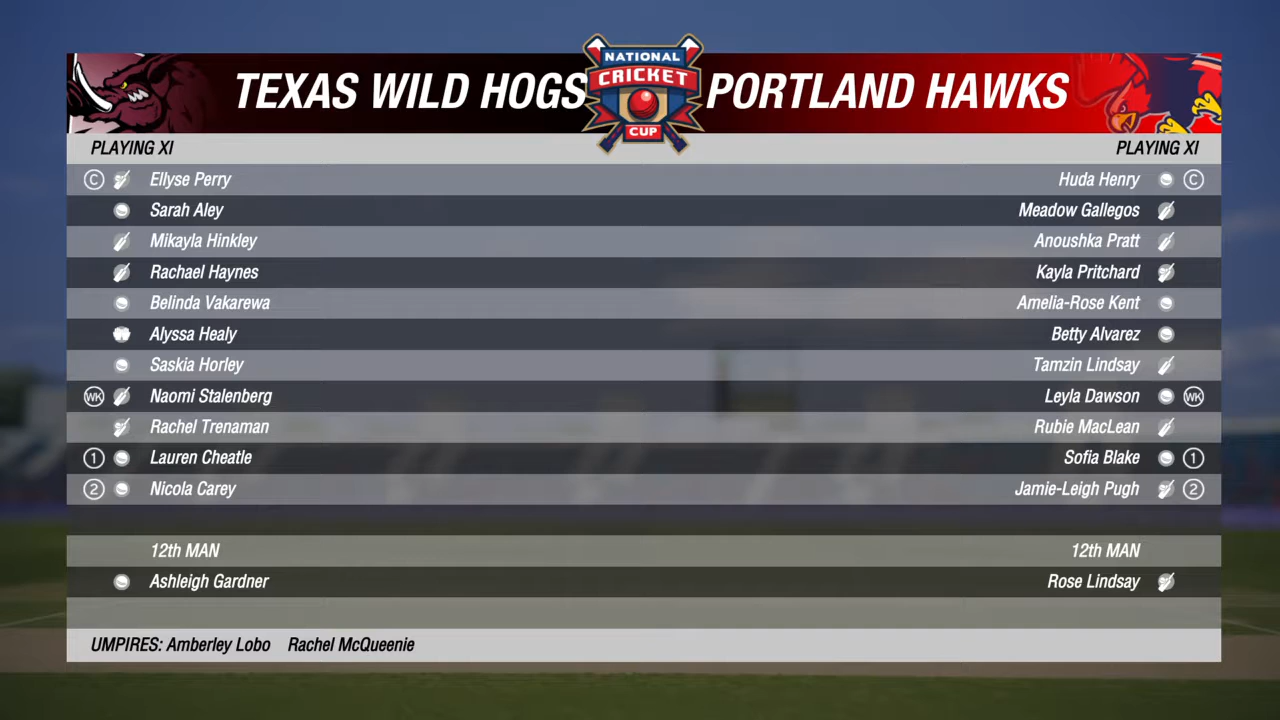 TEXAS WILD HOGS NATIONAL CRICKET CUP PORTLAND HAWKS
PLAYING XI PLAYING XI
C Ellyse Perry Huda Henry C
Sarah Aley Meadow Gallegos
Mikayla Hinkley Anoushka Pratt
Rachael Haynes Kayla Pritchard
Belinda Vakarewa Amelia-Rose Kent
Alyssa Healy Betty Alvarez
Saskia Horley Tamzin Lindsay
WK Naomi Stalenberg Leyla Dawson WK
Rachel Trenaman Rubie MacLean
1 Lauren Cheatle Sofia Blake 1
2 Nicola Carey Jamie-Leigh Pugh 2
12th MAN 12th MAN
Ashleigh Gardner Rose Lindsay
UMPIRES: Amberley Lobo Rachel McQueenie